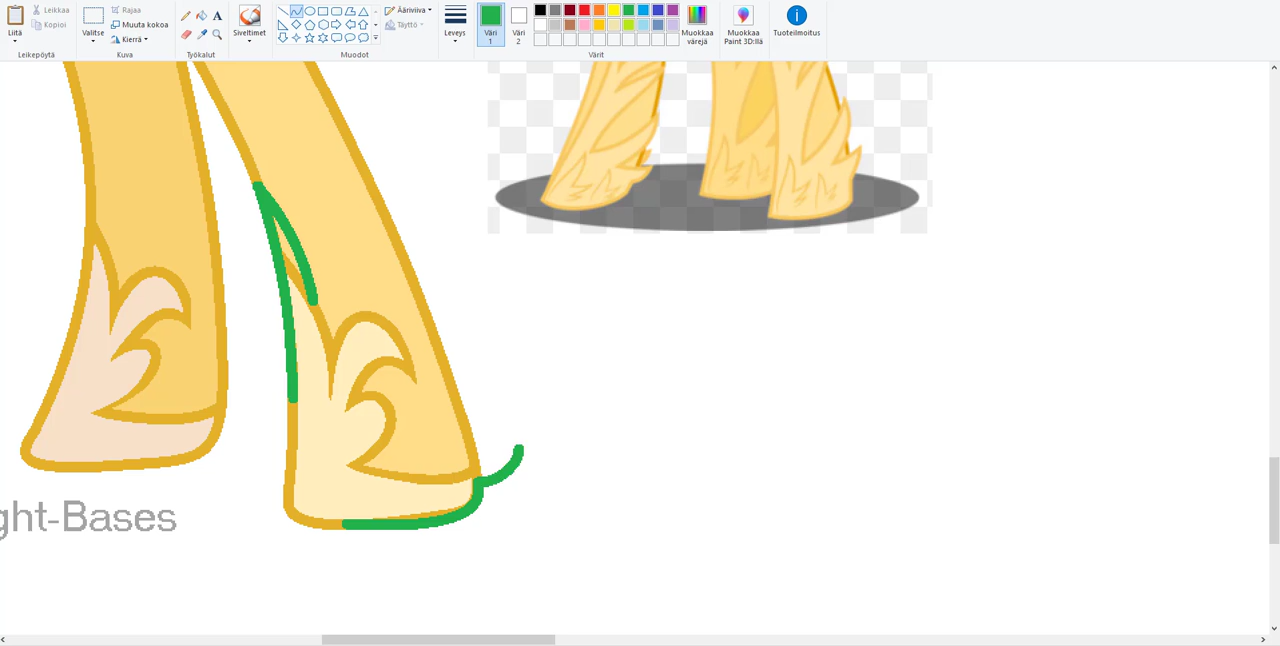 Liitä
Leikkaa
Kopioi
Leikepöytä
Valitse
Rajaa
Muuta kokoa
Kierrä
Kuva
A
Työkalut
Siveltimet
Ääriviiva
Täyttö
Muodot
Leveys
Väri
1
Väri
2
Värit
Muokkaa
värejä
Muokkaa
Paint 3D:llä
Tuoteilmoitus
ght-Bases